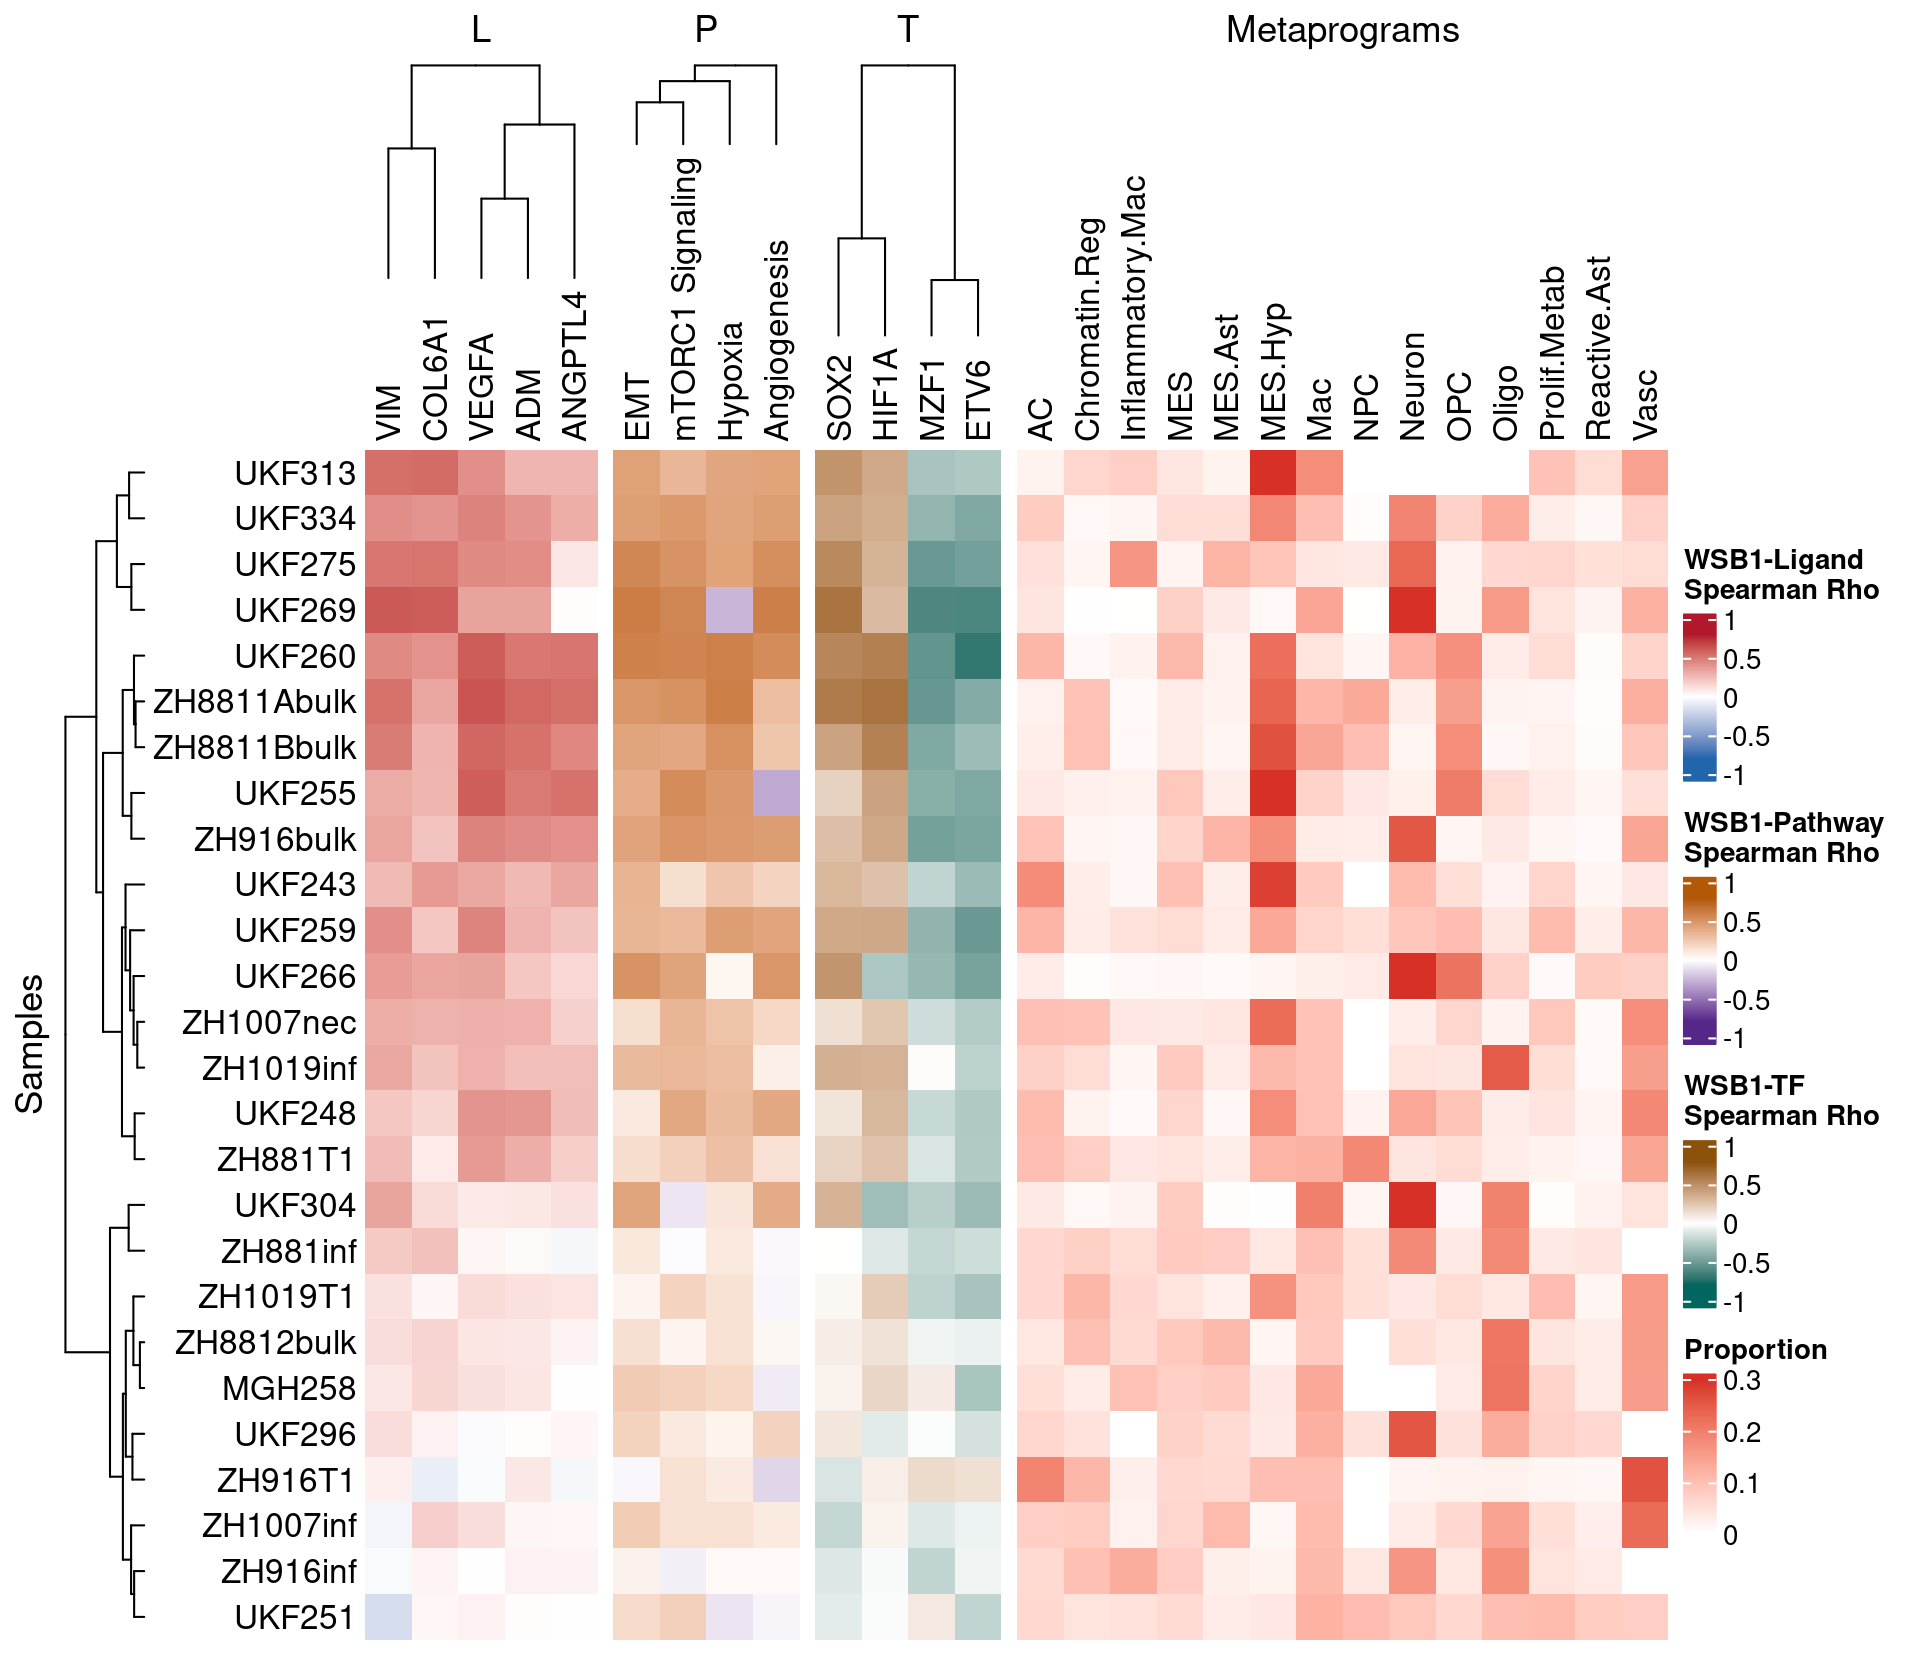 L
P
T
Metaprograms
VIM
COL6A1
VEGFA
ADM
ANGPTL4
EMT
mTORC1 Signaling
Hypoxia
Angiogenesis
SOX2
HIF1A
MZF1
ETV6
AC
Chromatin.Reg
Inflammatory.Mac
MES
MES.Ast
MES.Hyp
Mac
NPC
Neuron
OPC
Oligo
Prolif.Metab
Reactive.Ast
Vasc
Samples
UKF313
UKF334
UKF275
UKF269
UKF260
ZH8811Abulk
ZH8811Bbulk
UKF255
ZH916bulk
UKF243
UKF259
UKF266
ZH1007nec
ZH1019inf
UKF248
ZH881T1
UKF304
ZH881inf
ZH1019T1
ZH8812bulk
MGH258
UKF296
ZH916T1
ZH1007inf
ZH916inf
UKF251
WSB1-Ligand
Spearman Rho
1
0.5
0
-0.5
-1
WSB1-Pathway
Spearman Rho
1
0.5
0
-0.5
-1
WSB1-TF
Spearman Rho
1
0.5
0
-0.5
-1
Proportion
0.3
0.2
0.1
0